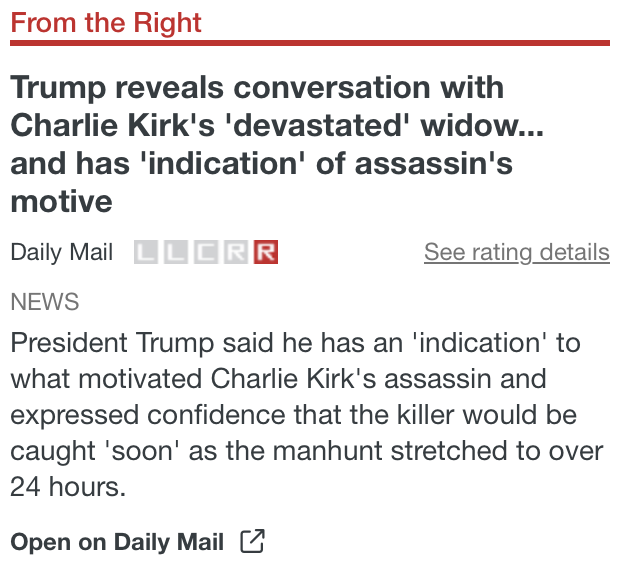 From the Right
Trump reveals conversation with
Charlie Kirk's 'devastated' widow...
and has 'indication' of assassin's
motive
Daily Mail L L C R R See rating details
NEWS
President Trump said he has an 'indication' to
what motivated Charlie Kirk's assassin and
expressed confidence that the killer would be
caught 'soon' as the manhunt stretched to over
24 hours.
Open on Daily Mail